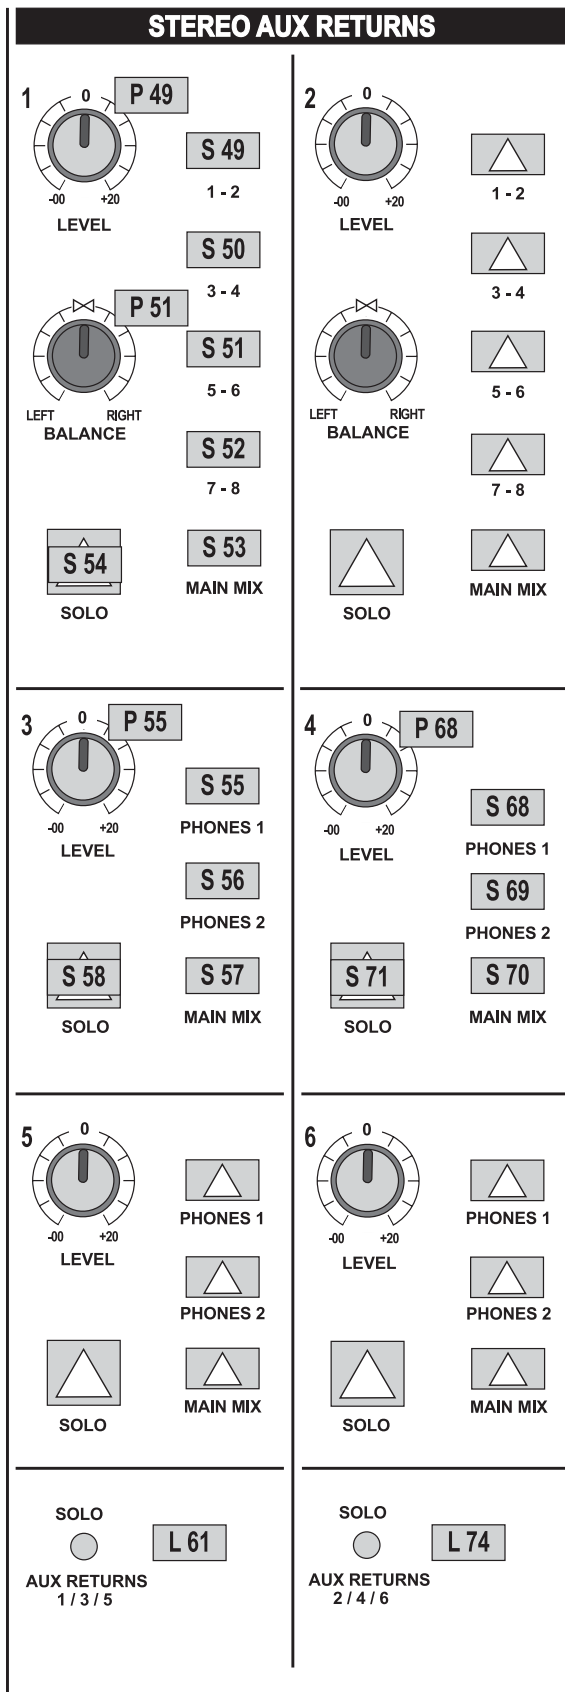 STEREO AUX RETURNS
1
0
P 49
S 49
1 - 2
-00 +20
LEVEL
S 50
3 - 4
P 51
S 51
5 - 6
LEFT RIGHT
BALANCE
S 52
7 - 8
S 54
SOLO
S 53
MAIN MIX
2
0
1 - 2
-00 +20
LEVEL
3 - 4
5 - 6
LEFT RIGHT
BALANCE
7 - 8
SOLO
MAIN MIX
3
0
P 55
S 55
PHONES 1
-00 +20
LEVEL
S 56
PHONES 2
S 58
SOLO
S 57
MAIN MIX
4
0
P 68
S 68
PHONES 1
-00 +20
LEVEL
S 69
PHONES 2
S 71
SOLO
S 70
MAIN MIX
5
0
PHONES 1
-00 +20
LEVEL
PHONES 2
SOLO
MAIN MIX
6
0
PHONES 1
-00 +20
LEVEL
PHONES 2
SOLO
MAIN MIX
SOLO
L 61
AUX RETURNS
1 / 3 / 5
SOLO
L 74
AUX RETURNS
2 / 4 / 6